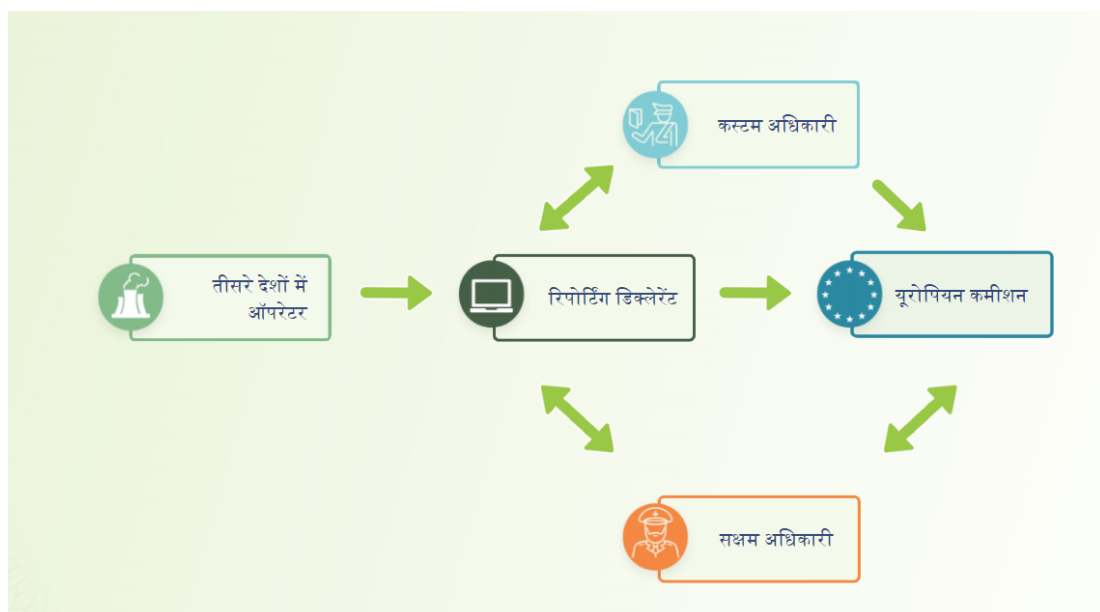 कस्टम अधिकारी
तीसरे देशों में
ऑपरेटर
रिपोर्टिंग डिक्लेरेंट
यूरोपियन कमीशन
सक्षम अधिकारी